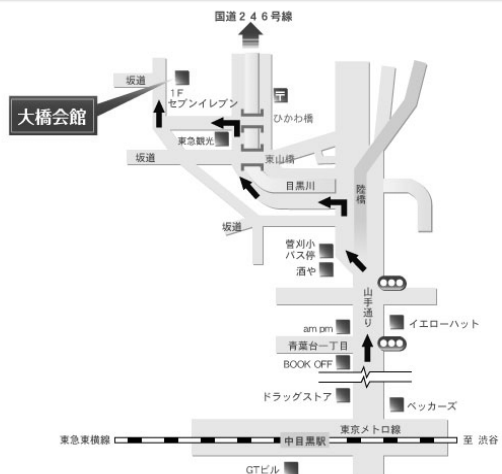 国道２４６号線
坂道
１F
セブンイレブン
大橋会館
〒
ひかわ橋
東急観光
坂道
東山橋
目黒川
陸橋
坂道
菅刈小
バス停
酒や
山手通り
am pm
イエローハット
青葉台一丁目
BOOK OFF
ドラッグストア
ベッカーズ
東京メトロ線
東急東横線
中目黒駅
至 渋谷
GTビル